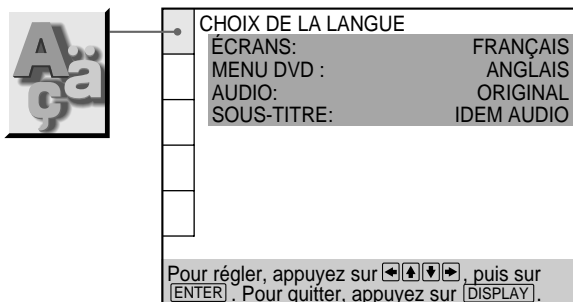 Aäç
CHOIX DE LA LANGUE
ÉCRANS: FRANÇAIS
MENU DVD : ANGLAIS
AUDIO: ORIGINAL
SOUS-TITRE: IDEM AUDIO
Pour régler, appuyez sur ←↑↓→, puis sur
ENTER . Pour quitter, appuyez sur DISPLAY .